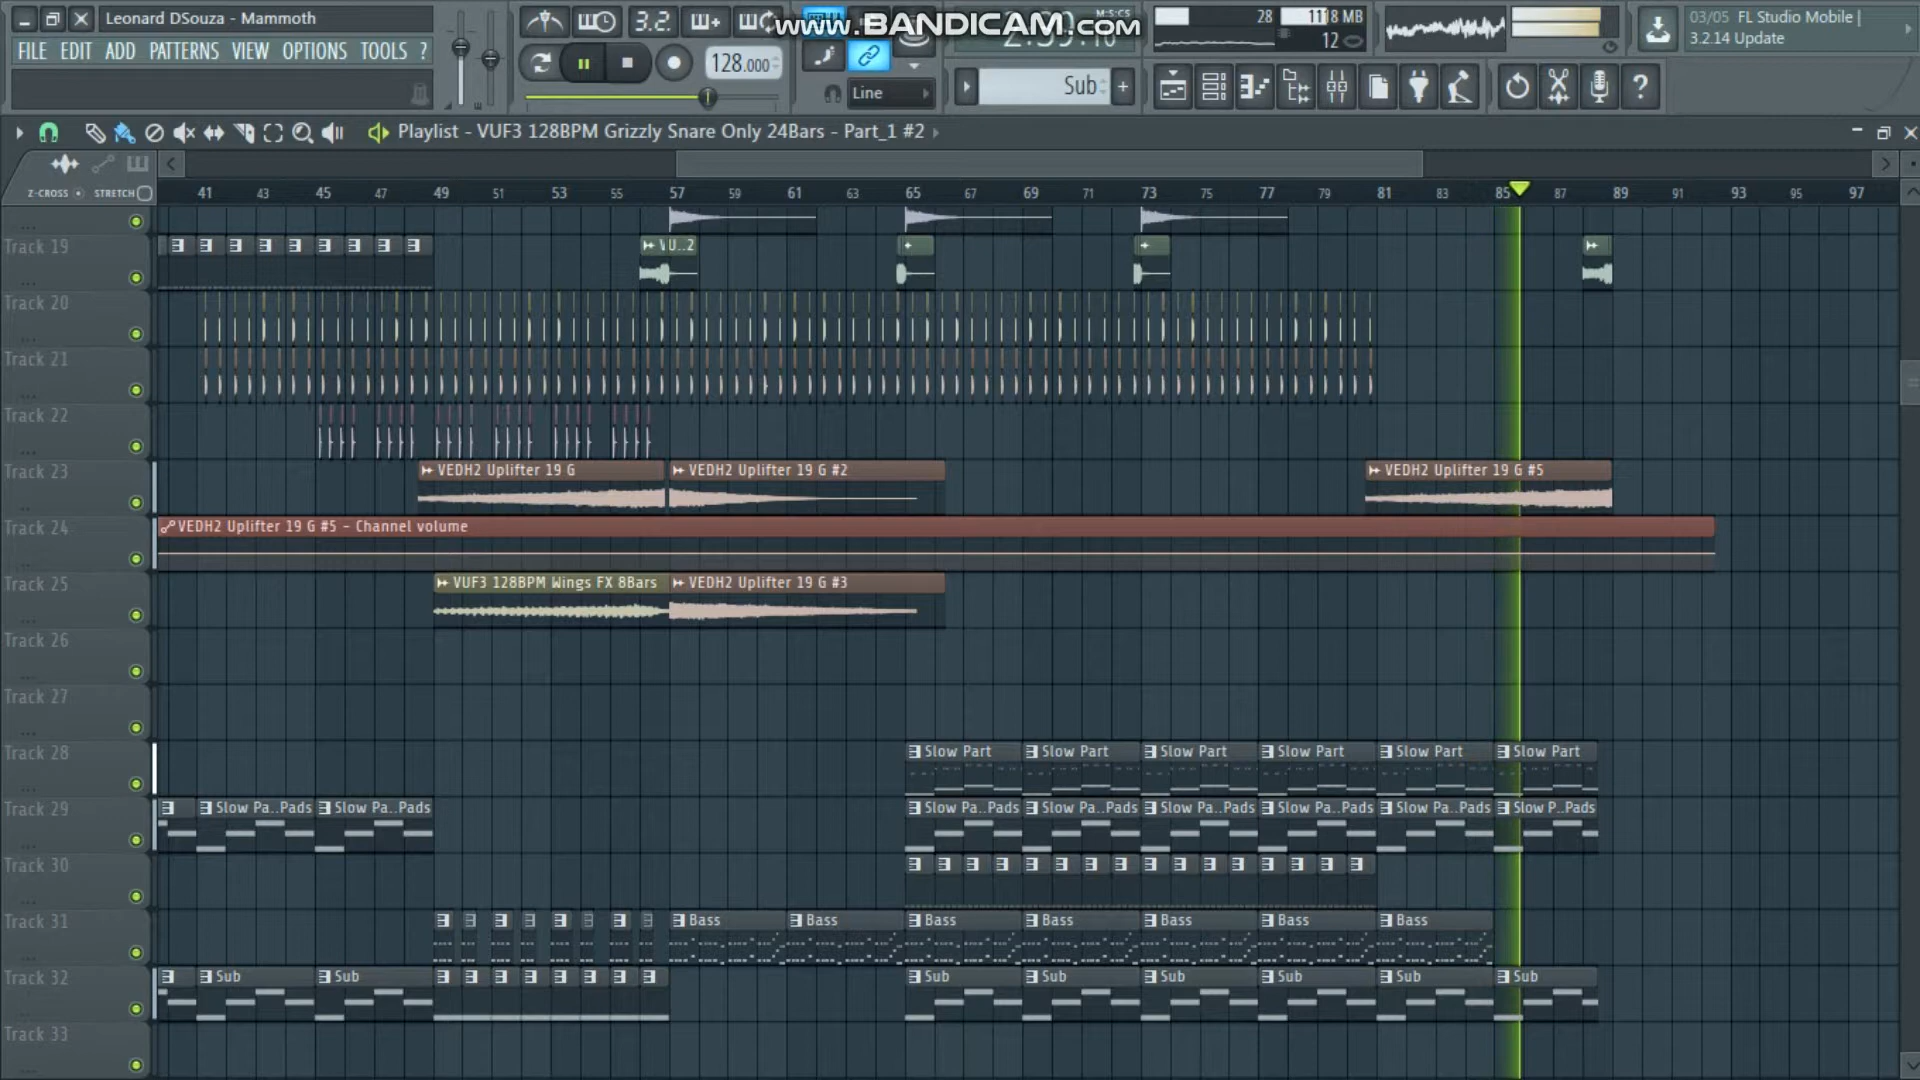 Leonard DSouza - Mammoth
FILE EDIT ADD PATTERNS VIEW OPTIONS TOOLS ?
3.2
128.000
www.BANDICAM.com
M:S:CS
Line
Sub
28
1118 MB
12
03/05 FL Studio Mobile |
3.2.14 Update
Playlist - VUF3 128BPM Grizzly Snare Only 24Bars - Part_1 #2
Z-CROSS STRETCH
41 43 45 47 49 51 53 55 57 59 61 63 65 67 69 71 73 75 77 79 81 83 85 87 89 91 93 95 97
Track 19
VU..2
Track 20
Track 21
Track 22
Track 23
VEDH2 Uplifter 19 G VEDH2 Uplifter 19 G #2 VEDH2 Uplifter 19 G #5
Track 24
VEDH2 Uplifter 19 G #5 - Channel volume
Track 25
VUF3 128BPM Wings FX 8Bars VEDH2 Uplifter 19 G #3
Track 26
Track 27
Track 28
Slow Part Slow Part Slow Part Slow Part Slow Part Slow Part
Track 29
Slow Pa..Pads Slow Pa..Pads Slow Pa..Pads Slow Pa..Pads Slow Pa..Pads Slow Pa..Pads Slow Pa..Pads Slow P..Pads
Track 30
Track 31
Bass Bass Bass Bass Bass Bass Bass
Track 32
Sub Sub Sub Sub Sub Sub Sub Sub
Track 33